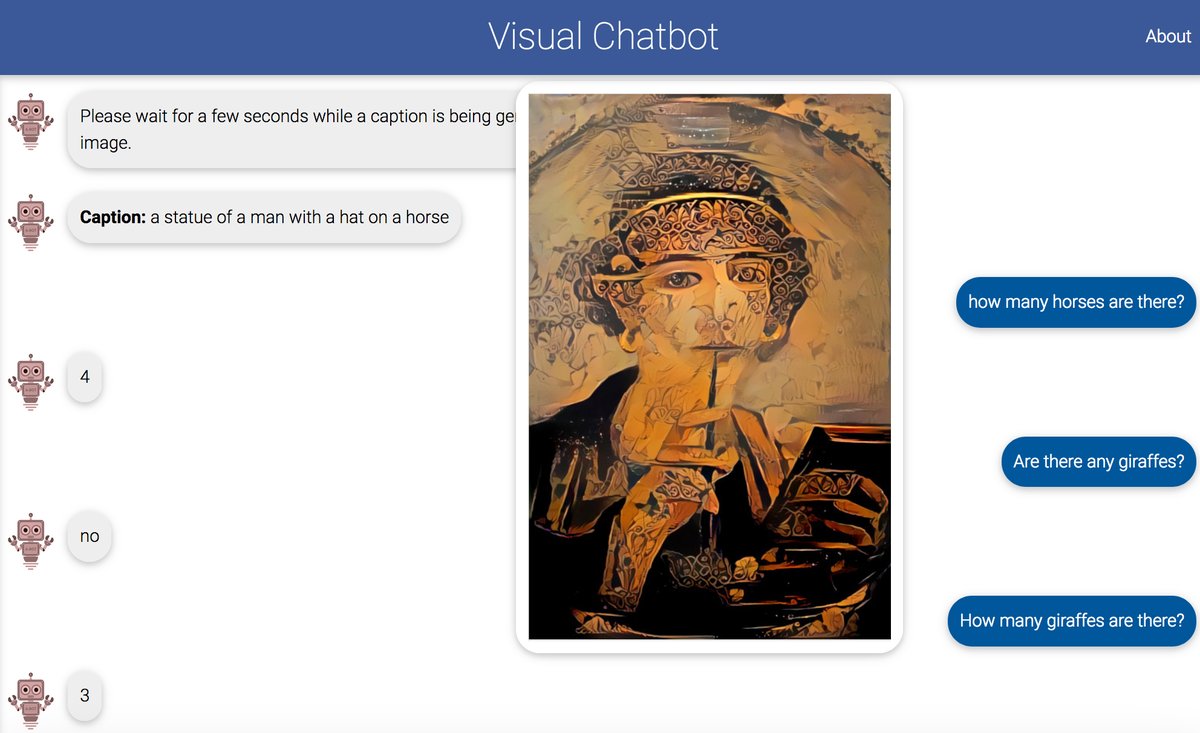 Visual Chatbot
About
Please wait for a few seconds while a caption is being
image.
Caption: a statue of a man with a hat on a horse
how many horses are there?
4
Are there any giraffes?
no
How many giraffes are there?
3